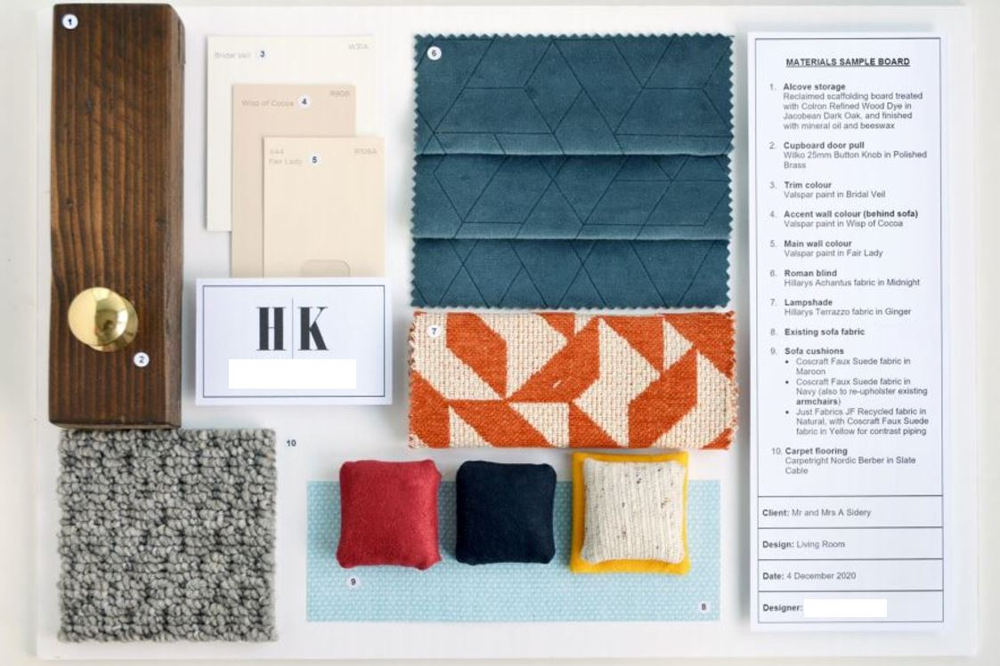 1
Bridal Veil 3
W31A
Wisp of Cocoa 4
R90B
Fair Lady 5
R106A
2
H K
6
7
10
9
8
MATERIALS SAMPLE BOARD
1. Alcove storage
Reclaimed scaffolding board treated
with Colron Refined Wood Dye in
Jacobean Dark Oak, and finished
with mineral oil and beeswax
2. Cupboard door pull
Wilko 25mm Button Knob in Polished
Brass
3. Trim colour
Valspar paint in Bridal Veil
4. Accent wall colour (behind sofa)
Valspar paint in Wisp of Cocoa
5. Main wall colour
Valspar paint in Fair Lady
6. Roman blind
Hillarys Achantus fabric in Midnight
7. Lampshade
Hillarys Terrazzo fabric in Ginger
8. Existing sofa fabric
9. Sofa cushions
• Coscraft Faux Suede fabric in
Maroon
• Coscraft Faux Suede fabric in
Navy (also to re-upholster existing
armchairs)
• Just Fabrics JF Recycled fabric in
Natural, with Coscraft Faux Suede
fabric in Yellow for contrast piping
10. Carpet flooring
Carpetright Nordic Berber in Slate
Cable
Client: Mr and Mrs A Sidery
Design: Living Room
Date: 4 December 2020
Designer: